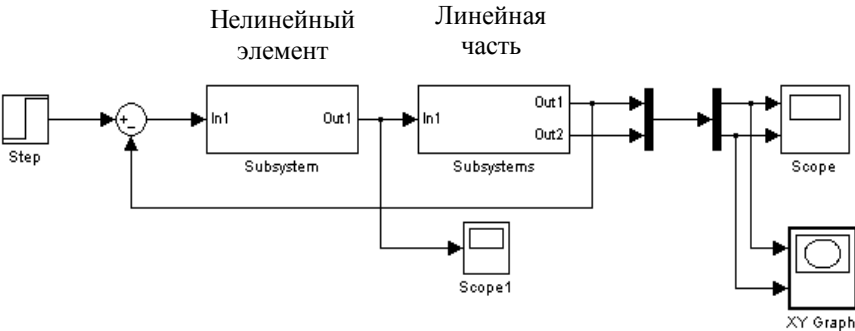 Нелинейный
элемент
Линейная
часть
Step
+
−
In1
Out1
Subsystem
In1
Out1
Out2
Subsystems
Scope
Scope1
XY Graph